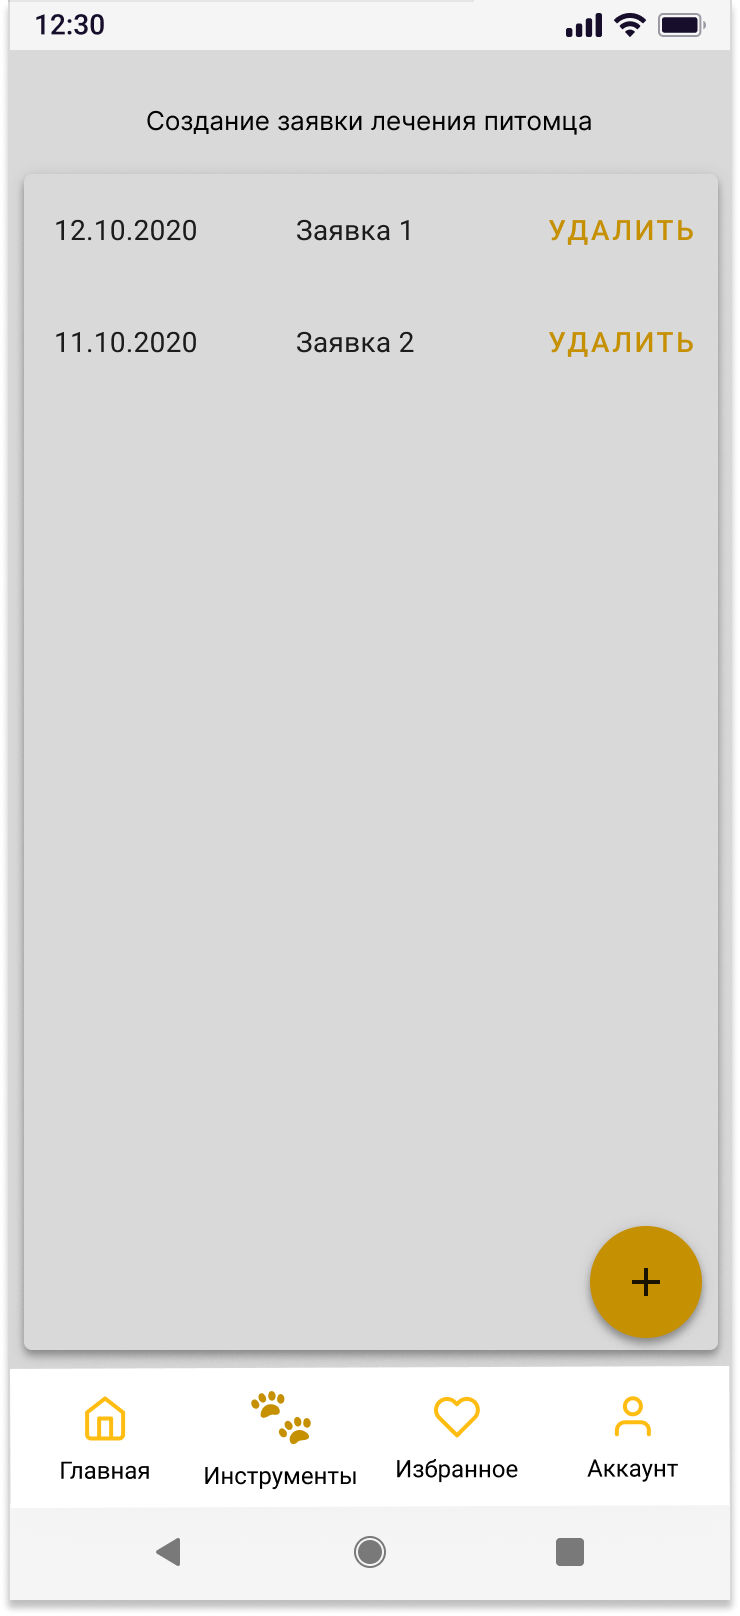 12:30
Создание заявки лечения питомца
12.10.2020 Заявка 1 УДАЛИТЬ
11.10.2020 Заявка 2 УДАЛИТЬ
+
Главная Инструменты Избранное Аккаунт